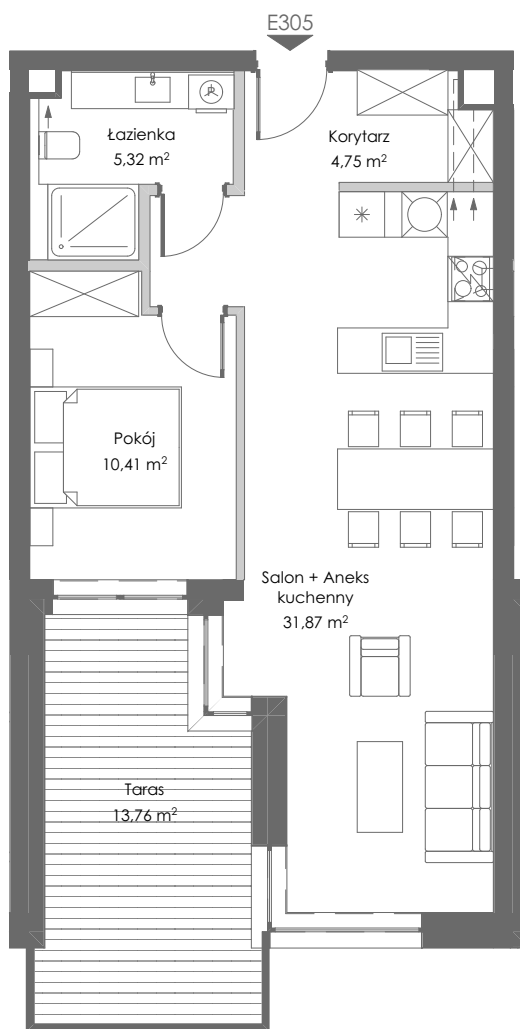 E305
Łazienka
5,32 m²
Korytarz
4,75 m²
Pokój
10,41 m²
Salon + Aneks
kuchenny
31,87 m²
Taras
13,76 m²